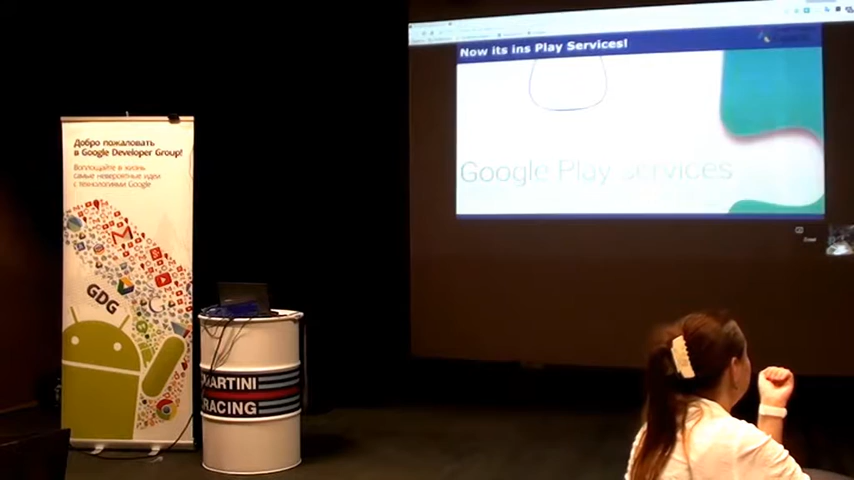 Now its ins Play Services!
Google Play Services
Добро пожаловать
в Google Developer Group!
Воплощайте в жизнь
самые невероятные идеи
с технологиями Google
GDG
MARTINI
RACING